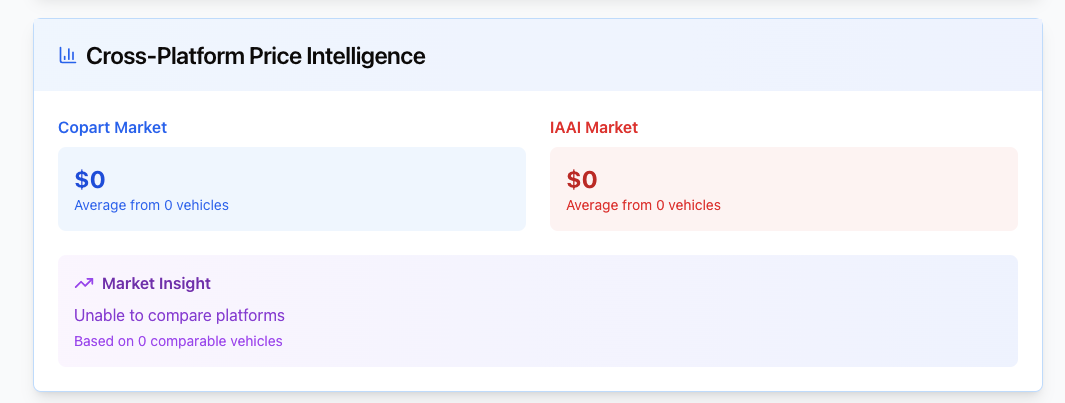 Cross-Platform Price Intelligence
Copart Market
$0
Average from 0 vehicles
IAAI Market
$0
Average from 0 vehicles
Market Insight
Unable to compare platforms
Based on 0 comparable vehicles